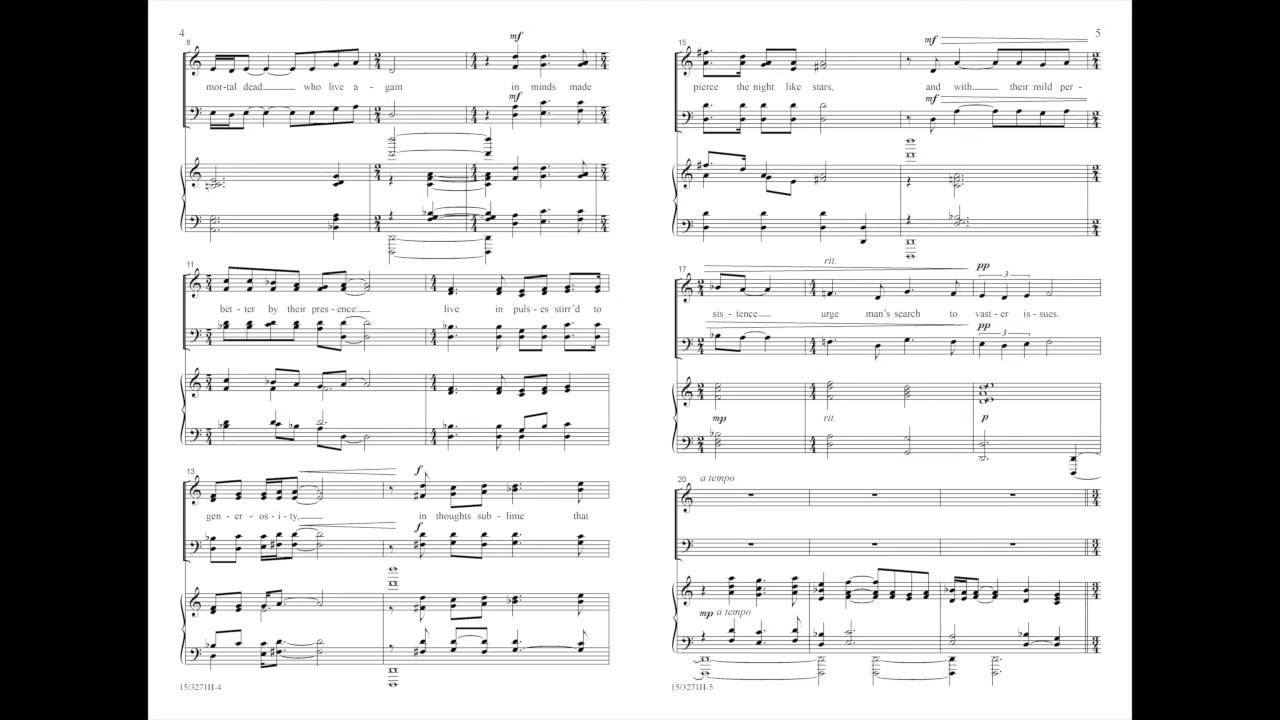 4
8
mf
mor-tal dead who live a-gain in minds made
mf
11
bet-ter by their pres-ence:
live in puls-es stirr'd to
13
f
gen-er-os-i-ty, in thoughts sub-lime that
f
15/3271H-4
5
15
mf
pierce the night like stars, and with their mild per-
mf
17
rit.
pp
3
sis-tence urge man's search to vast-er is-sues.
pp
3
mp
rit.
p
20
a tempo
mp a tempo
15/3271H-5